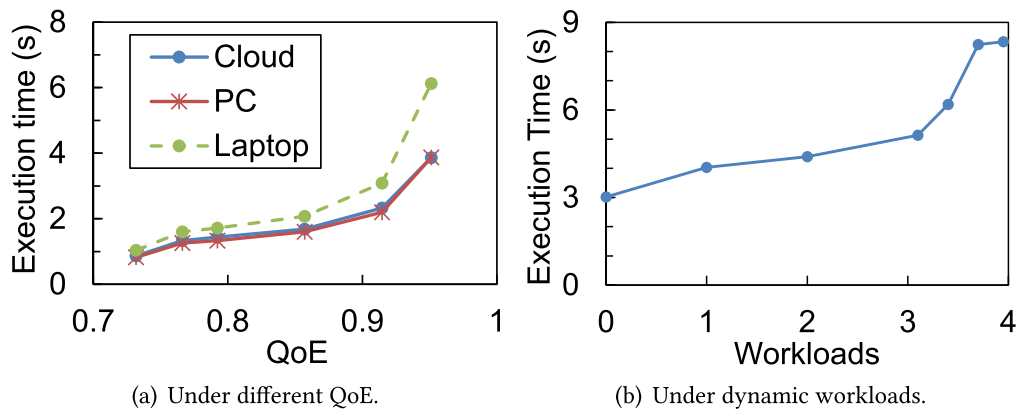 Execution time (s)
8
6
4
2
0
Cloud
PC
Laptop
0.7
0.8
0.9
1
QoE
(a) Under different QoE.
Execution Time (s)
9
6
3
0
0
1
2
3
4
Workloads
(b) Under dynamic workloads.